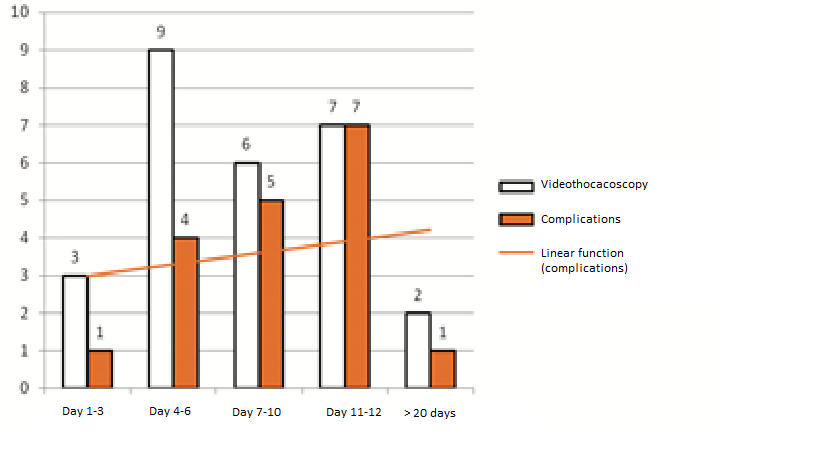 10
9
8
7
6
5
4
3
2
1
0
3
1
9
4
6
5
7 7
2
1
Day 1-3
Day 4-6
Day 7-10
Day 11-12
> 20 days
Videothocacoscopy
Complications
Linear function
(complications)